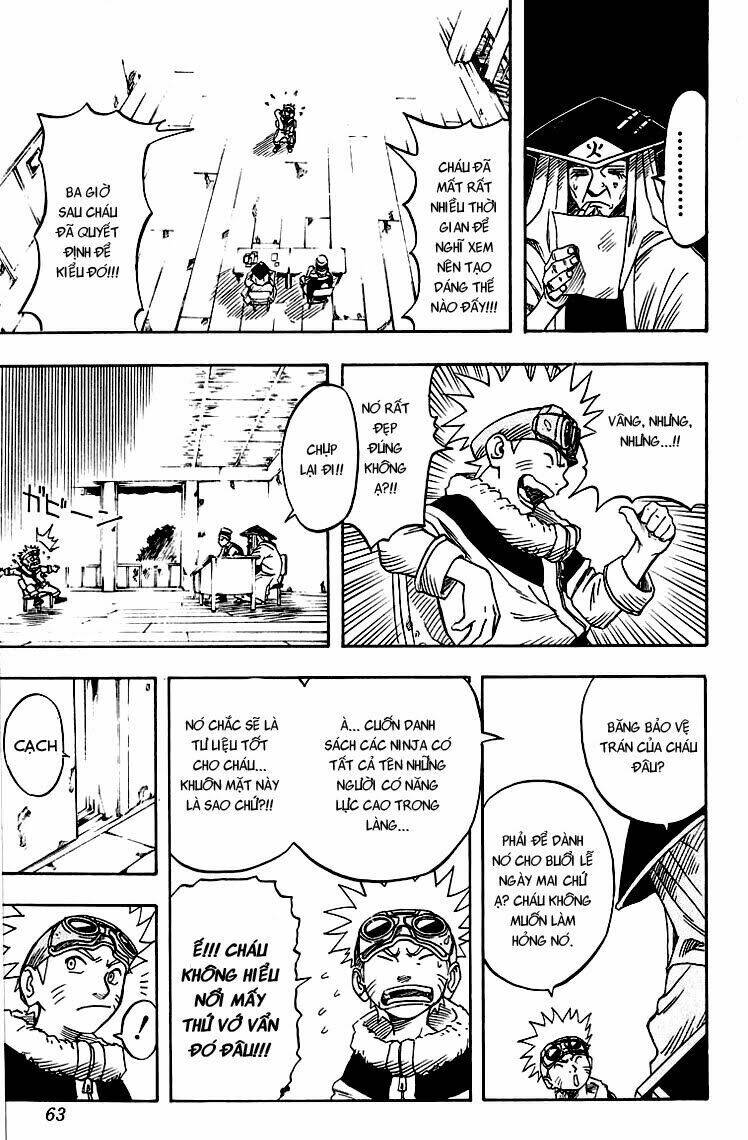 ........
火
CHÁU ĐÃ
MẤT RẤT
NHIỀU THỜI
GIAN ĐỂ
NGHĨ XEM
NÊN TẠO
DÁNG THẾ
NÀO ĐẤY!!!
BA GIỜ
SAU CHÁU
ĐÃ QUYẾT
ĐỊNH ĐỂ
KIỂU ĐÓ!!!
VÂNG, NHƯNG,
NHƯNG...!!
NÓ RẤT
ĐẸP
ĐÚNG
KHÔNG
Ạ?!!
CHỤP
LẠI ĐI!!
ガビーン
BĂNG BẢO VỆ
TRÁN CỦA CHÁU
ĐÂU?
PHẢI ĐỂ DÀNH
NÓ CHO BUỔI LỄ
NGÀY MAI CHỨ
Ạ? CHÁU KHÔNG
MUỐN LÀM
HỎNG NÓ.
À... CUỐN DANH
SÁCH CÁC NINJA CÓ
TẤT CẢ TÊN NHỮNG
NGƯỜI CÓ NĂNG
LỰC CAO TRONG
LÀNG...
NÓ CHẮC SẼ LÀ
TƯ LIỆU TỐT
CHO CHÁU...
KHUÔN MẶT NÀY
LÀ SAO CHỨ?!!
Ế!!! CHÁU
KHÔNG HIỂU
NỔI MẤY
THỨ VỚ VẨN
ĐÓ ĐÂU!!!
CẠCH
!
63